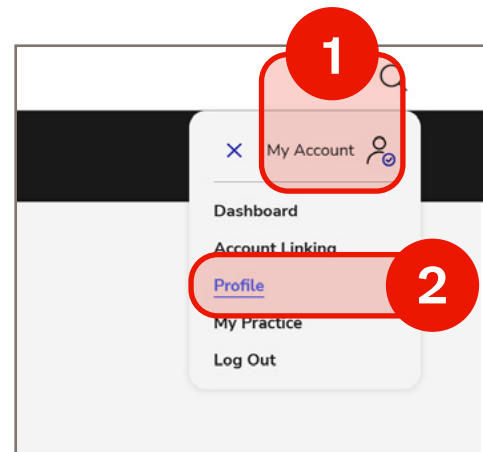 1
My Account
Dashboard
Account Linking
Profile
2
My Practice
Log Out